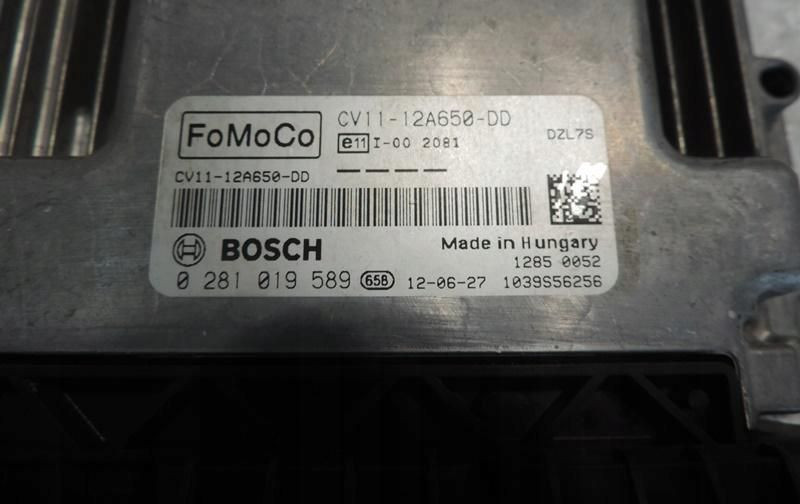 FoMoCo
CV11-12A650-DD
e11 I-00 2081
DZL7S
CV11-12A650-DD
BOSCH
Made in Hungary
1285 0052
0 281 019 589 65B 12-06-27 1039S56256